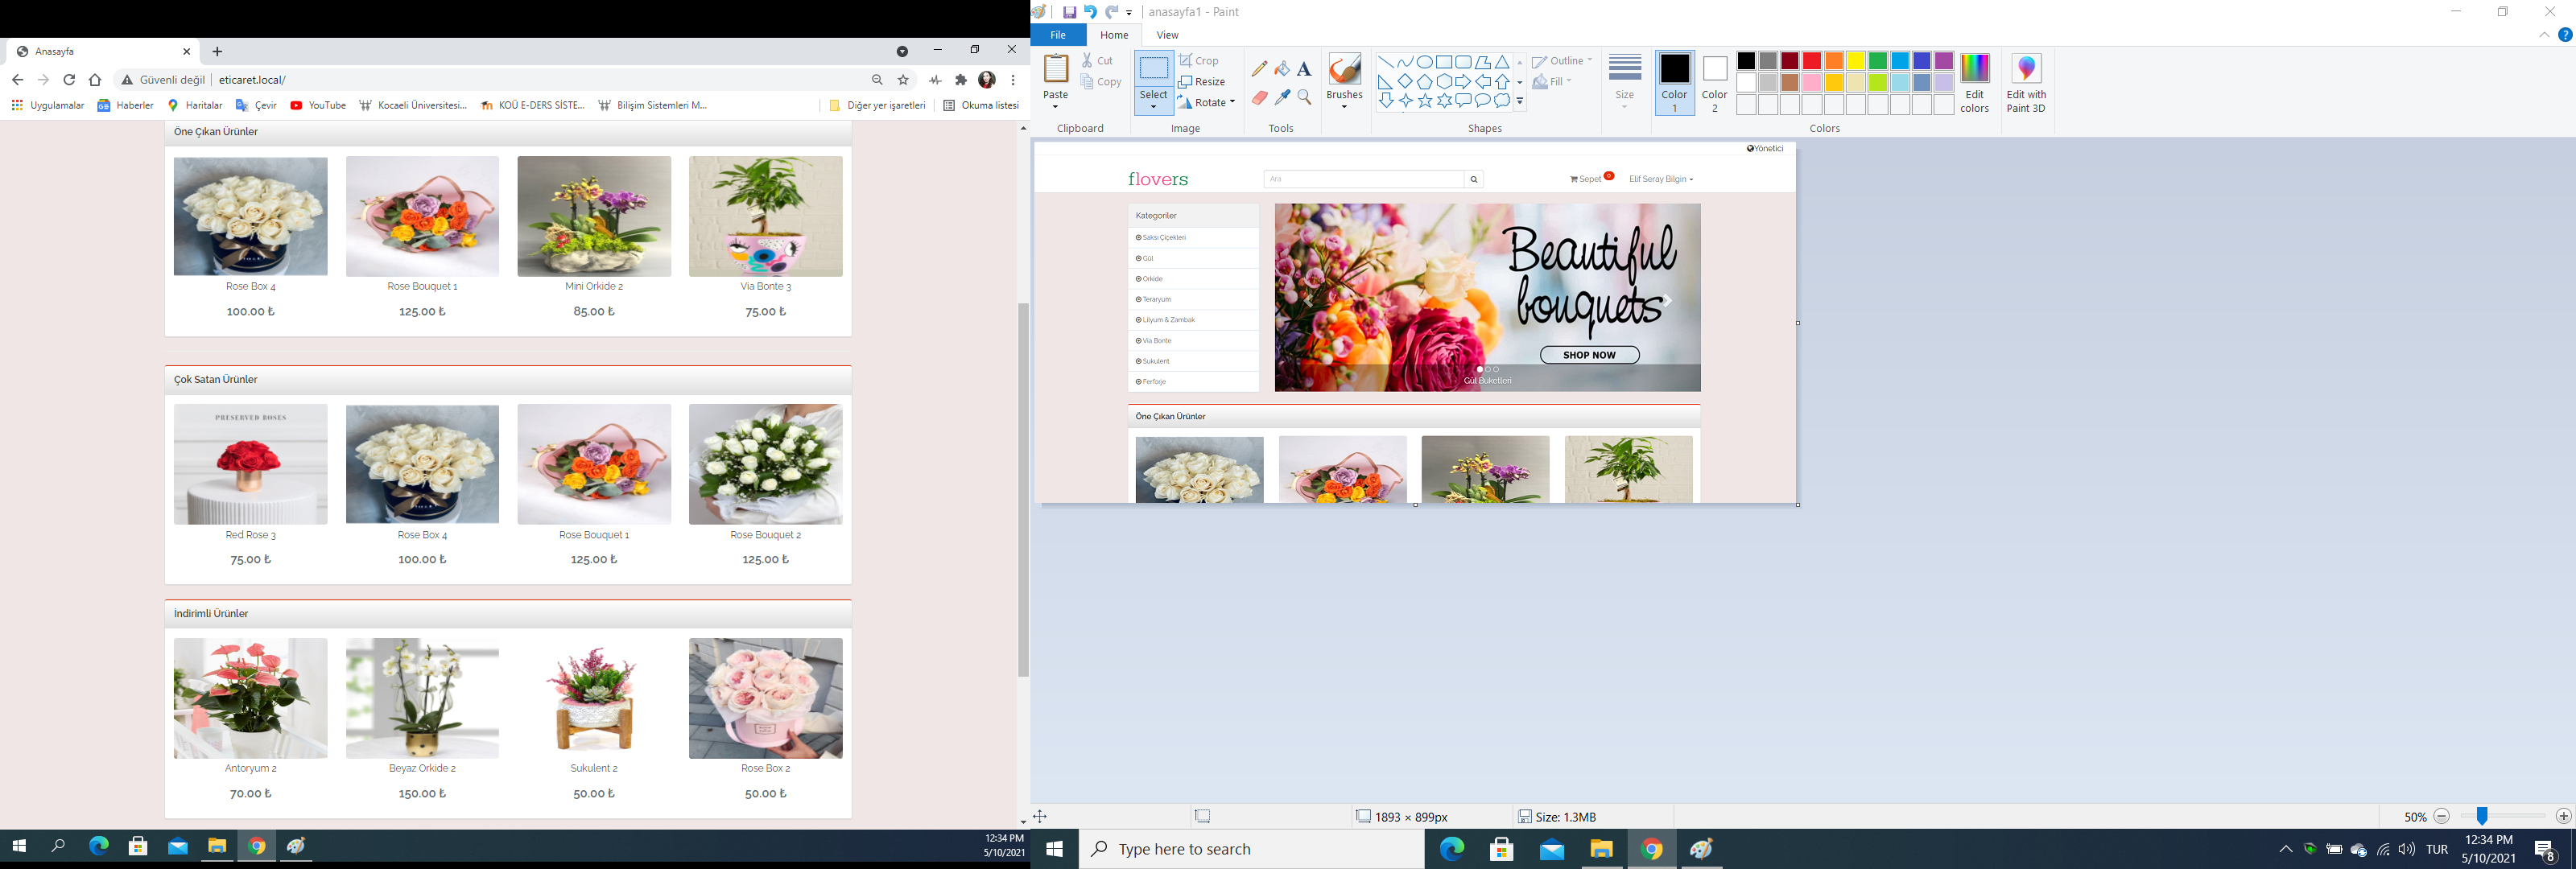 Anasayfa
Güvenli değil
eticaret.local/
Uygulamalar
Haberler
Haritalar
Çevir
YouTube
Kocaeli Üniversitesi...
KOÜ E-DERS SİSTE...
Bilişim Sistemleri M...
Diğer yer işaretleri
Okuma listesi
Öne Çıkan Ürünler
Rose Box 4
Rose Bouquet 1
Mini Orkide 2
Via Bonte 3
100.00 ₺
125.00 ₺
85.00 ₺
75.00 ₺
Çok Satan Ürünler
PRESERVED ROSES
Red Rose 3
Rose Box 4
Rose Bouquet 1
Rose Bouquet 2
75.00 ₺
100.00 ₺
125.00 ₺
125.00 ₺
İndirimli Ürünler
Antoryum 2
Beyaz Orkide 2
Sukulent 2
Rose Box 2
70.00 ₺
150.00 ₺
50.00 ₺
50.00 ₺
12:34 PM
5/10/2021
anasayfa1 - Paint
File
Home
View
Paste
Cut
Copy
Clipboard
Select
Crop
Resize
Rotate
Image
Tools
Brushes
Outline
Fill
Shapes
Size
Color 1
Color 2
Edit colors
Colors
Edit with Paint 3D
Yönetici
flovers
Ara
Sepet 0
Elif Seray Bilgin
Kategoriler
Saksı Çiçekleri
Gül
Orkide
Teraryum
Lilyum & Zambak
Via Bonte
Sukulent
Ferforje
Beautiful
bouquets
SHOP NOW
Gül Buketleri
Öne Çıkan Ürünler
1893 × 899px
Size: 1.3MB
50%
Type here to search
TUR
12:34 PM
5/10/2021
8